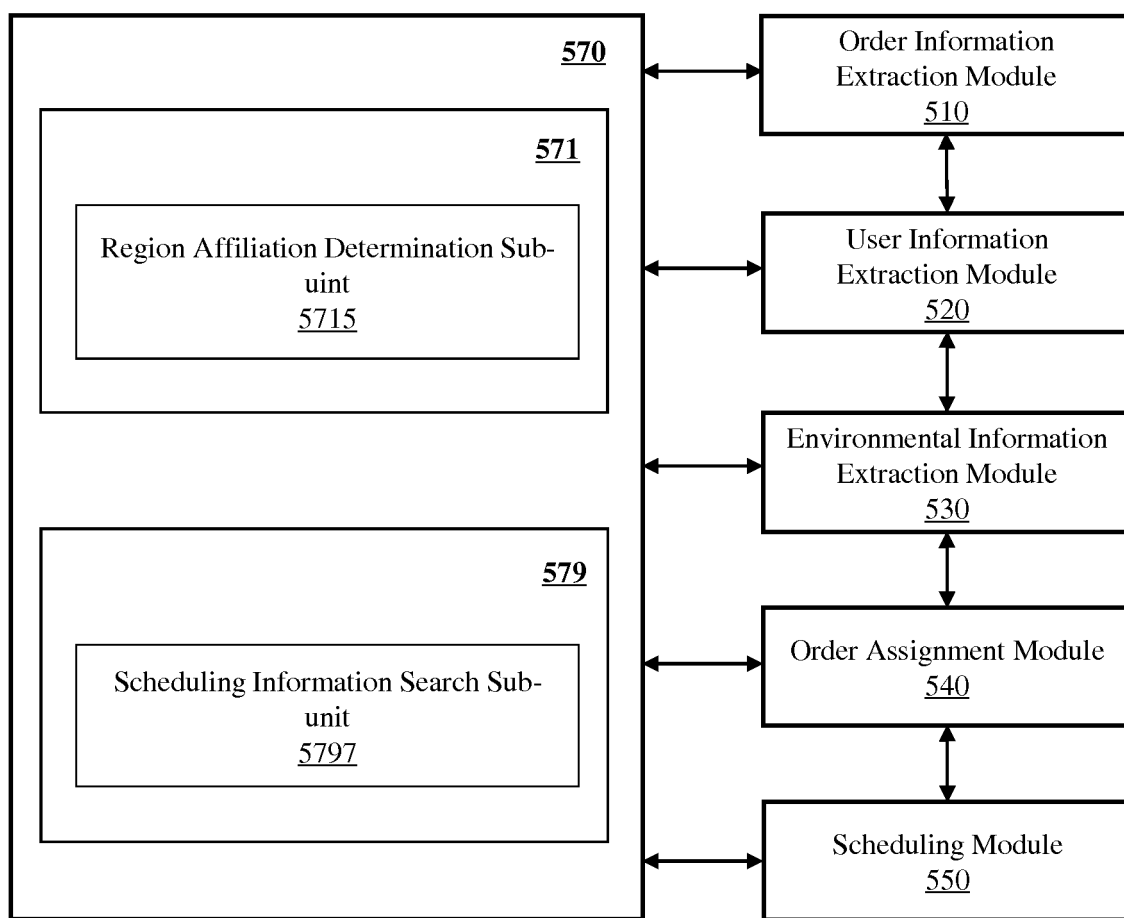 570
571
Region Affiliation Determination Sub-
uint
5715
579
Scheduling Information Search Sub-
unit
5797
Order Information
Extraction Module
510
User Information
Extraction Module
520
Environmental Information
Extraction Module
530
Order Assignment Module
540
Scheduling Module
550